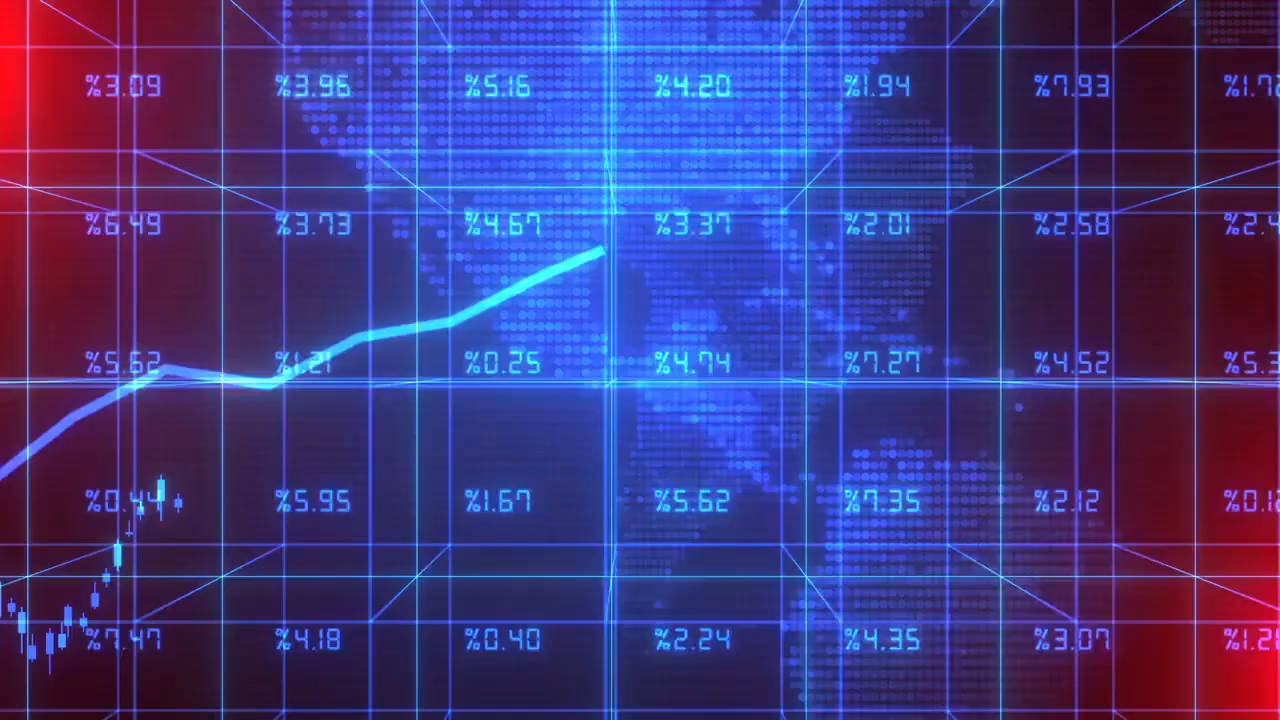 %3.09 %3.96 %5.16 %4.20 %1.94 %7.93
%6.49 %3.73 %4.67 %3.37 %2.01 %2.58
%5.62 %1.21 %0.25 %4.74 %7.27 %4.52
%5.95 %1.67 %5.62 %7.35 %2.12
%7.47 %4.18 %0.40 %2.24 %4.35 %3.07